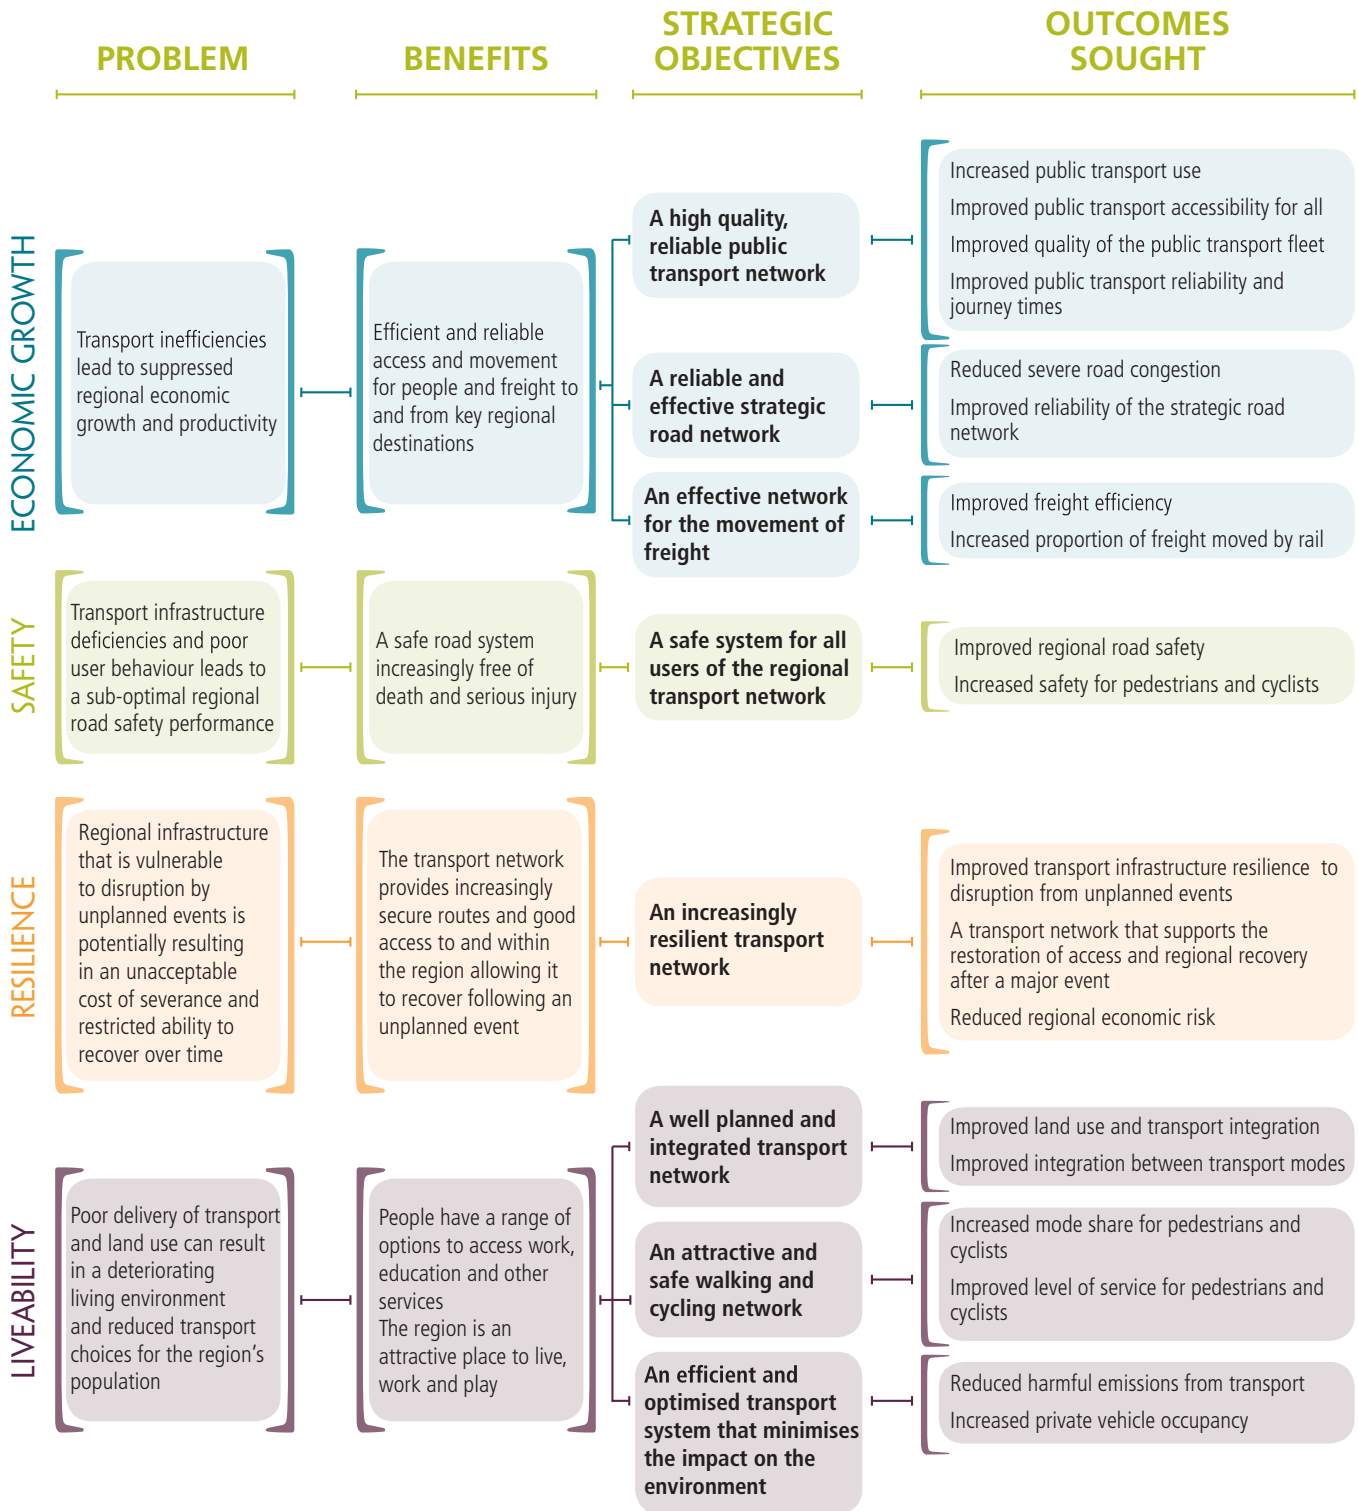 PROBLEM
BENEFITS
STRATEGIC
OBJECTIVES
OUTCOMES
SOUGHT
ECONOMIC GROWTH
Transport inefficiencies
lead to suppressed
regional economic
growth and productivity
Efficient and reliable
access and movement
for people and freight to
and from key regional
destinations
A high quality,
reliable public
transport network
Increased public transport use
Improved public transport accessibility for all
Improved quality of the public transport fleet
Improved public transport reliability and
journey times
A reliable and
effective strategic
road network
Reduced severe road congestion
Improved reliability of the strategic road
network
An effective network
for the movement of
freight
Improved freight efficiency
Increased proportion of freight moved by rail
SAFETY
Transport infrastructure
deficiencies and poor
user behaviour leads to
a sub-optimal regional
road safety performance
A safe road system
increasingly free of
death and serious injury
A safe system for all
users of the regional
transport network
Improved regional road safety
Increased safety for pedestrians and cyclists
RESILIENCE
Regional infrastructure
that is vulnerable
to disruption by
unplanned events is
potentially resulting
in an unacceptable
cost of severance and
restricted ability to
recover over time
The transport network
provides increasingly
secure routes and good
access to and within
the region allowing it
to recover following an
unplanned event
An increasingly
resilient transport
network
Improved transport infrastructure resilience to
disruption from unplanned events
A transport network that supports the
restoration of access and regional recovery
after a major event
Reduced regional economic risk
LIVEABILITY
Poor delivery of transport
and land use can result
in a deteriorating
living environment
and reduced transport
choices for the region's
population
People have a range of
options to access work,
education and other
services
The region is an
attractive place to live,
work and play
A well planned and
integrated transport
network
Improved land use and transport integration
Improved integration between transport modes
An attractive and
safe walking and
cycling network
Increased mode share for pedestrians and
cyclists
Improved level of service for pedestrians and
cyclists
An efficient and
optimised transport
system that minimises
the impact on the
environment
Reduced harmful emissions from transport
Increased private vehicle occupancy